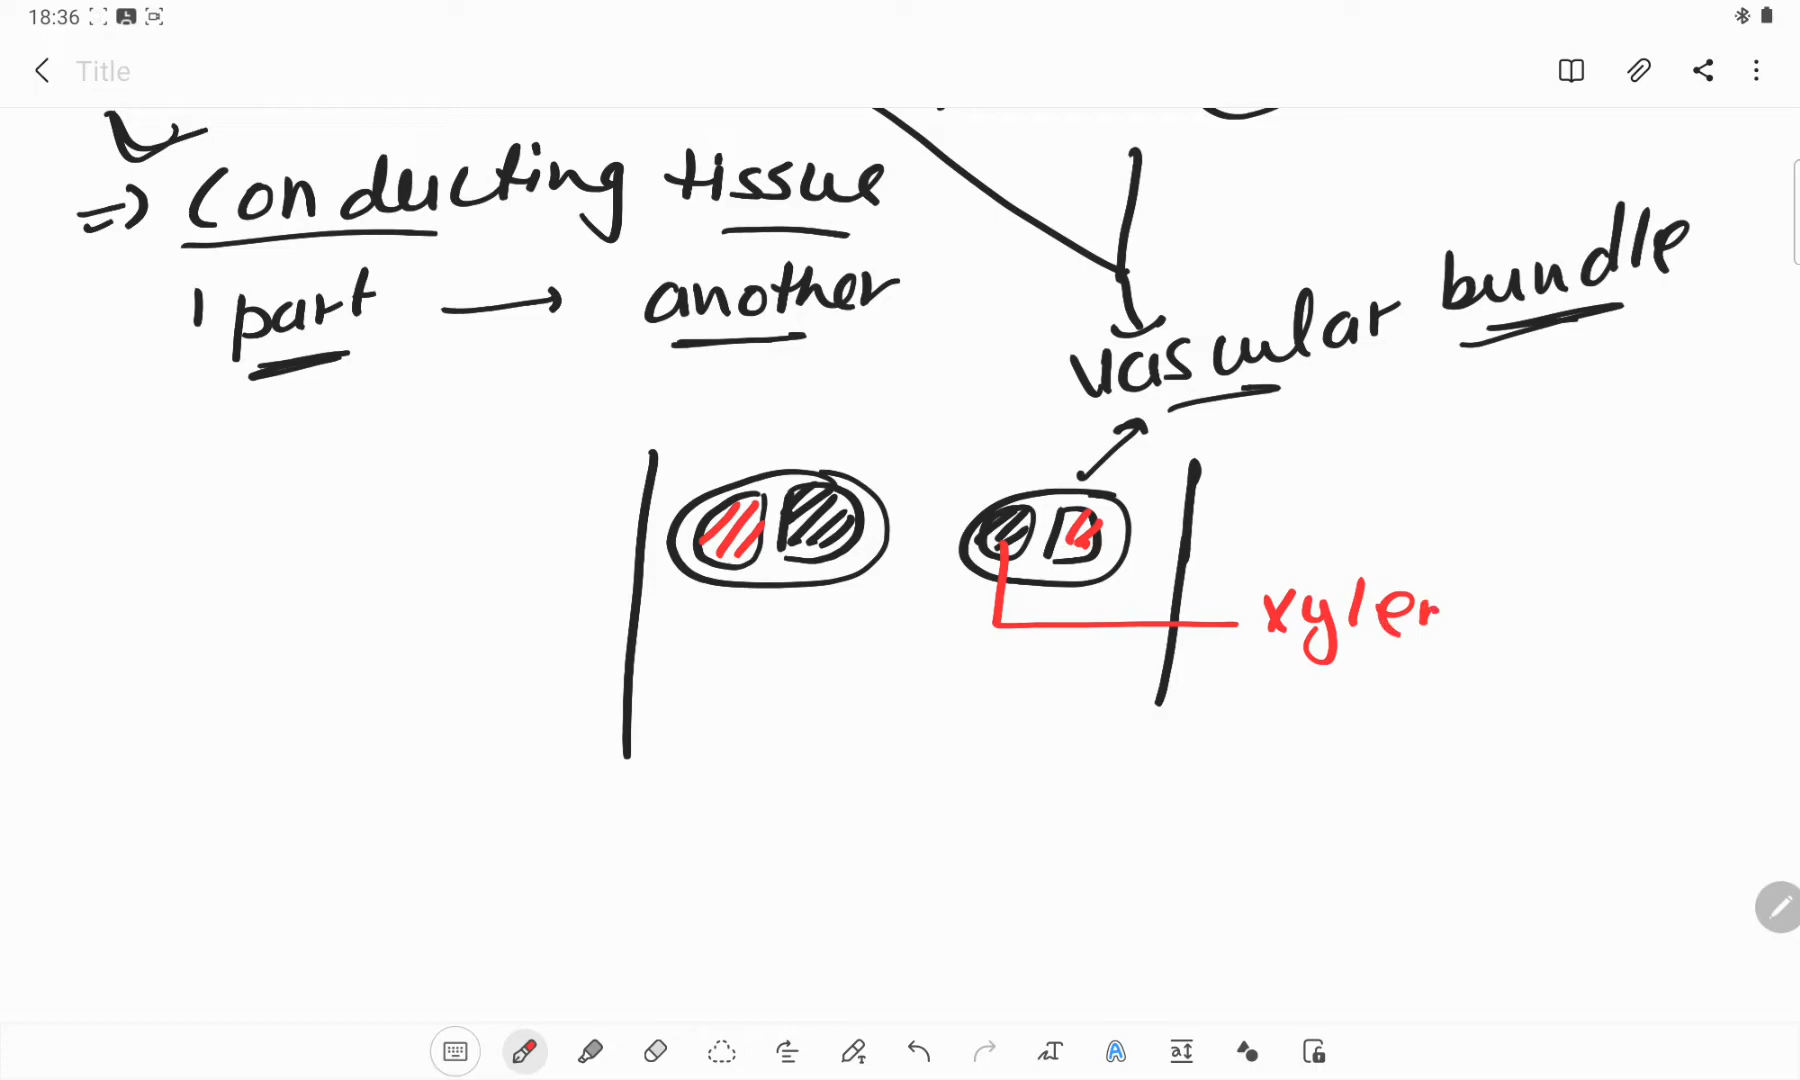 18:36
Title
=> Conducting tissue
1 part → another
vascular bundle
xyler